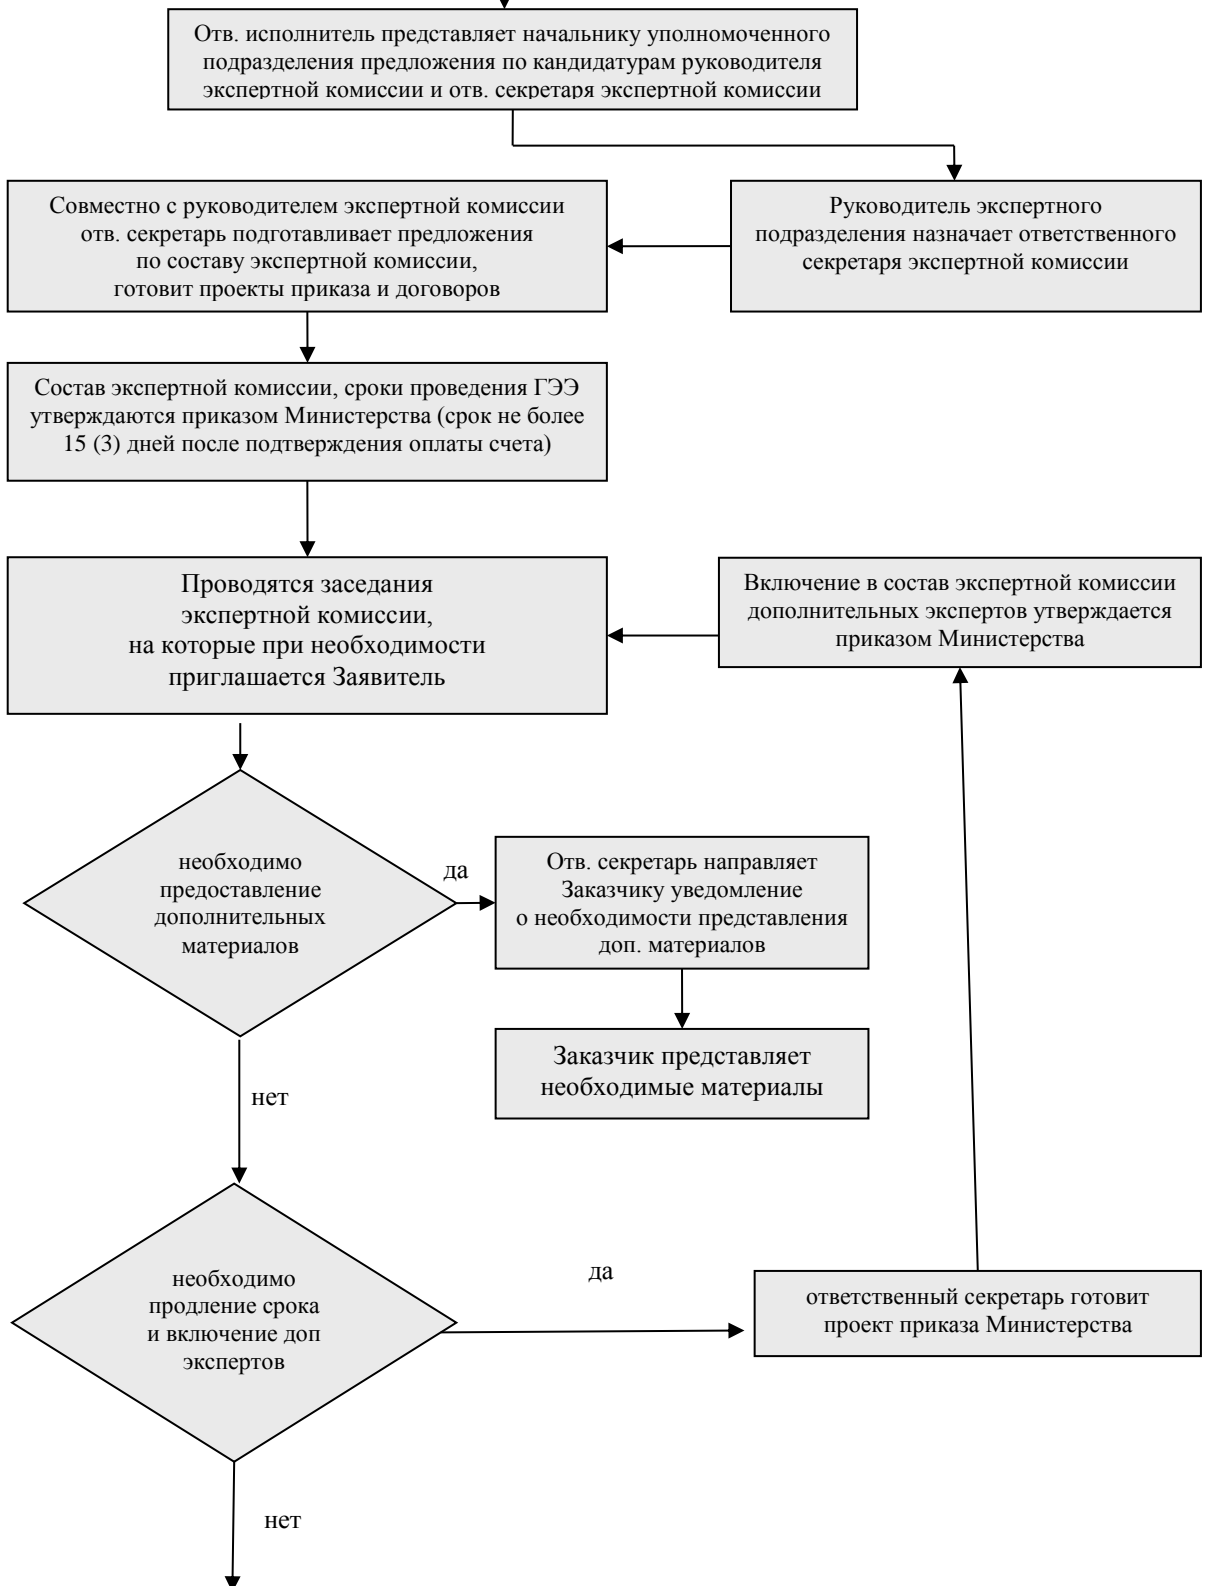 Отв. исполнитель представляет начальнику уполномоченного
подразделения предложения по кандидатурам руководителя
экспертной комиссии и отв. секретаря экспертной комиссии
Совместно с руководителем экспертной комиссии
отв. секретарь подготавливает предложения
по составу экспертной комиссии,
готовит проекты приказа и договоров
Руководитель экспертного
подразделения назначает ответственного
секретаря экспертной комиссии
Состав экспертной комиссии, сроки проведения ГЭЭ
утверждаются приказом Министерства (срок не более
15 (3) дней после подтверждения оплаты счета)
Проводятся заседания
экспертной комиссии,
на которые при необходимости
приглашается Заявитель
Включение в состав экспертной комиссии
дополнительных экспертов утверждается
приказом Министерства
необходимо
предоставление
дополнительных
материалов
да
Отв. секретарь направляет
Заказчику уведомление
о необходимости представления
доп. материалов
Заказчик представляет
необходимые материалы
нет
необходимо
продление срока
и включение доп
экспертов
да
ответственный секретарь готовит
проект приказа Министерства
нет